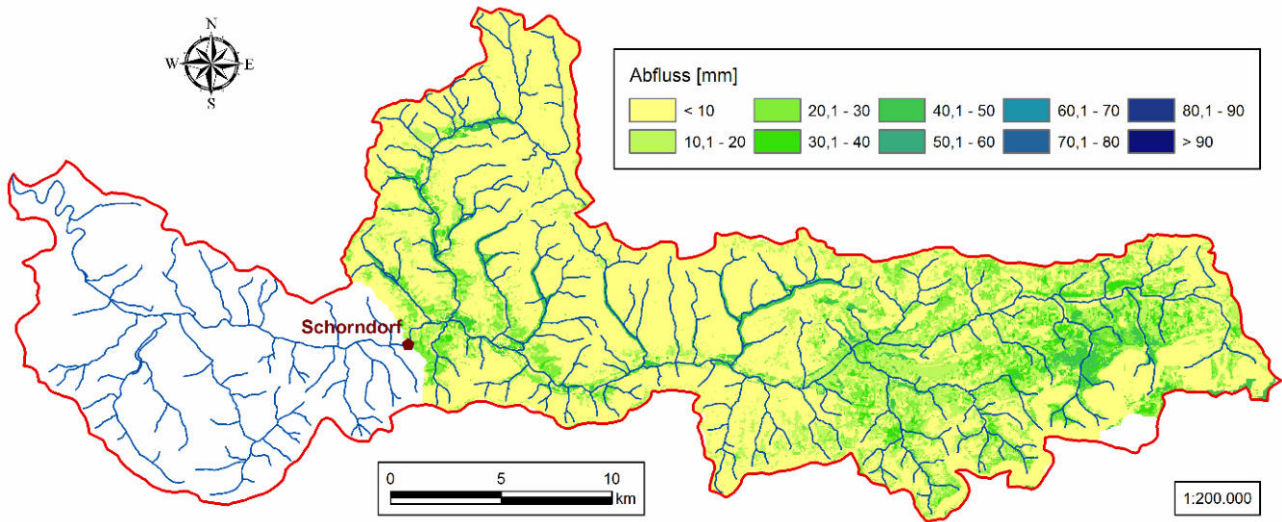 N
W E
S
Abfluss [mm]
< 10 20,1 - 30 40,1 - 50 60,1 - 70 80,1 - 90
10,1 - 20 30,1 - 40 50,1 - 60 70,1 - 80 > 90
Schorndorf
0 5 10
km
1:200.000